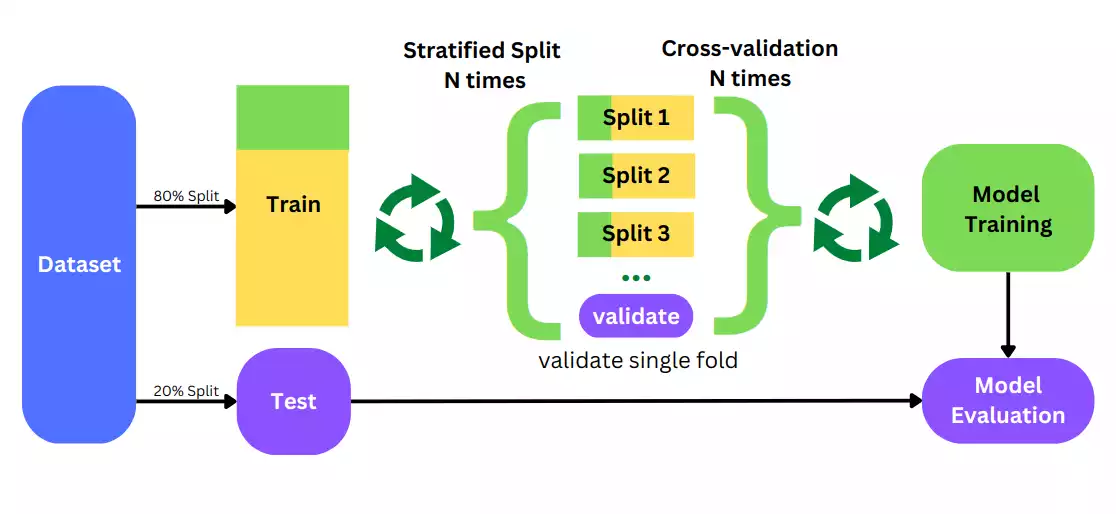 Stratified Split
N times
Cross-validation
N times
Dataset
80% Split
Train
20% Split
Test
Split 1
Split 2
Split 3
...
validate
validate single fold
Model
Training
Model
Evaluation